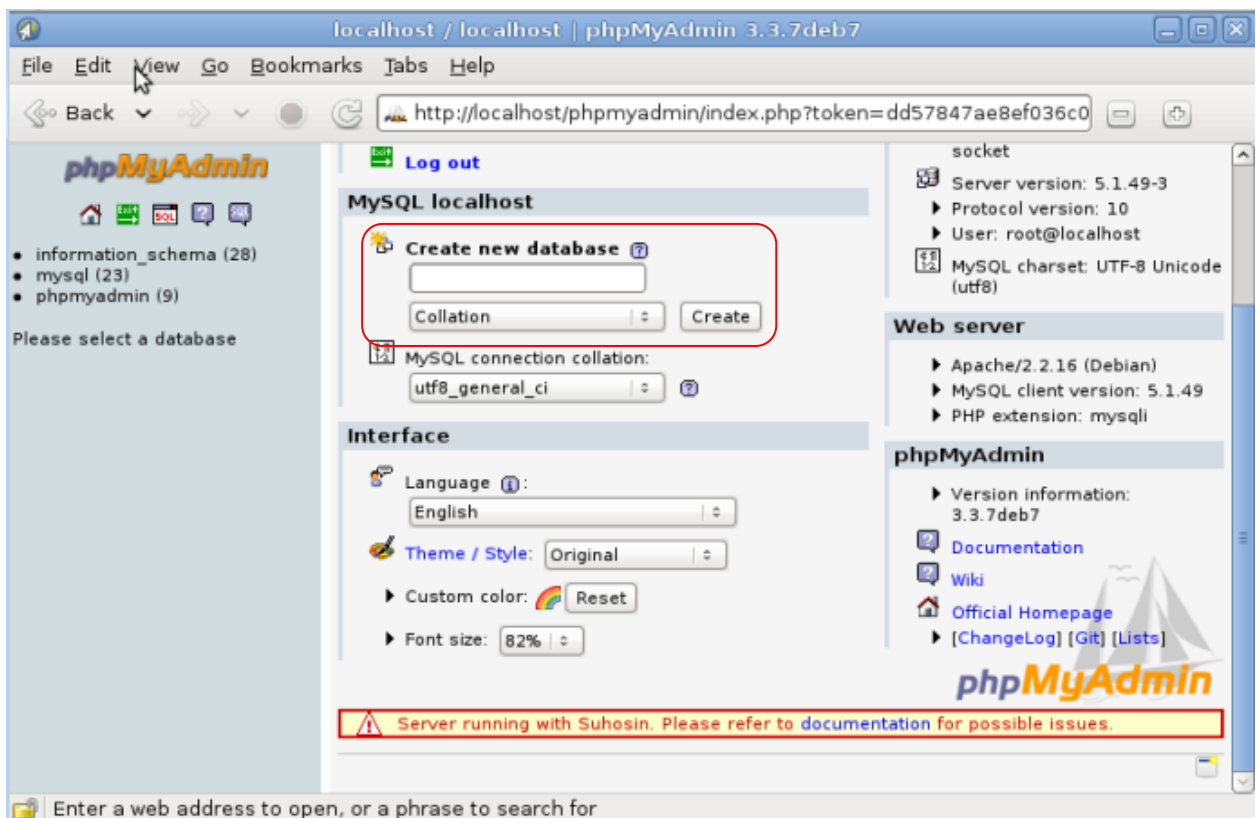 localhost / localhost | phpMyAdmin 3.3.7deb7
File Edit View Go Bookmarks Tabs Help
Back http://localhost/phpmyadmin/index.php?token=dd57847ae8ef036c0
phpMyAdmin
SQL SQL
information_schema (28)
mysql (23)
phpmyadmin (9)
Please select a database
Exit Log out
MySQL localhost
Create new database
Collation Create
MySQL connection collation:
utf8_general_ci
Interface
Language :
English
Theme / Style: Original
Custom color: Reset
Font size: 82%
socket
Server version: 5.1.49-3
Protocol version: 10
User: root@localhost
MySQL charset: UTF-8 Unicode
(utf8)
Web server
Apache/2.2.16 (Debian)
MySQL client version: 5.1.49
PHP extension: mysqli
phpMyAdmin
Version information:
3.3.7deb7
Documentation
Wiki
Official Homepage
[ChangeLog] [Git] [Lists]
phpMyAdmin
Server running with Suhosin. Please refer to documentation for possible issues.
Enter a web address to open, or a phrase to search for